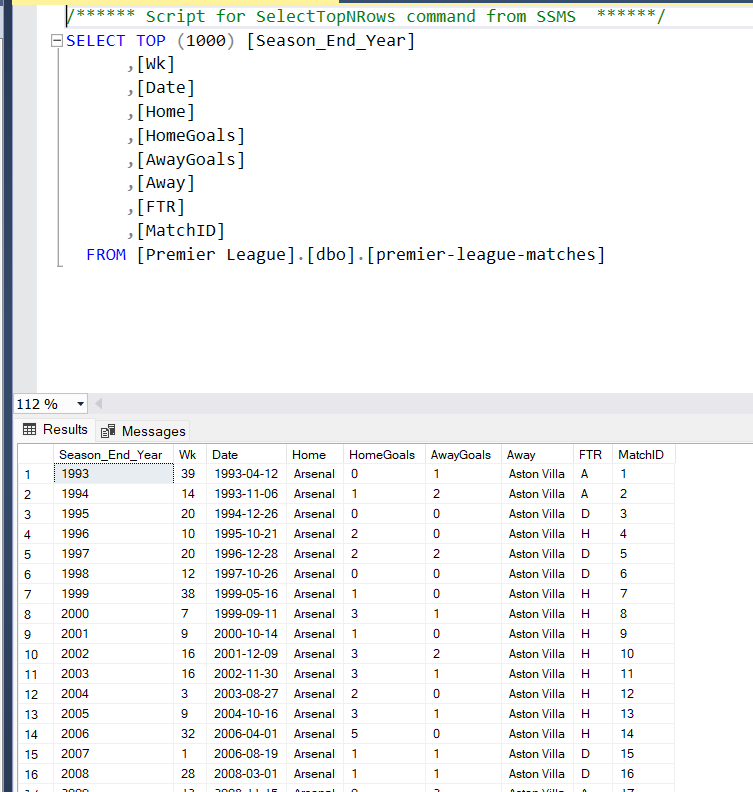 /****** Script for SelectTopNRows command from SSMS  ******/
SELECT TOP (1000) [Season_End_Year]
      ,[Wk]
      ,[Date]
      ,[Home]
      ,[HomeGoals]
      ,[AwayGoals]
      ,[Away]
      ,[FTR]
      ,[MatchID]
  FROM [Premier League].[dbo].[premier-league-matches]
112 %
Results Messages
Season_End_Year Wk Date Home HomeGoals AwayGoals Away FTR MatchID
1 1993 39 1993-04-12 Arsenal 0 1 Aston Villa A 1
2 1994 14 1993-11-06 Arsenal 1 2 Aston Villa A 2
3 1995 20 1994-12-26 Arsenal 0 0 Aston Villa D 3
4 1996 10 1995-10-21 Arsenal 2 0 Aston Villa H 4
5 1997 20 1996-12-28 Arsenal 2 2 Aston Villa D 5
6 1998 12 1997-10-26 Arsenal 0 0 Aston Villa D 6
7 1999 38 1999-05-16 Arsenal 1 0 Aston Villa H 7
8 2000 7 1999-09-11 Arsenal 3 1 Aston Villa H 8
9 2001 9 2000-10-14 Arsenal 1 0 Aston Villa H 9
10 2002 16 2001-12-09 Arsenal 3 2 Aston Villa H 10
11 2003 16 2002-11-30 Arsenal 3 1 Aston Villa H 11
12 2004 3 2003-08-27 Arsenal 2 0 Aston Villa H 12
13 2005 9 2004-10-16 Arsenal 3 1 Aston Villa H 13
14 2006 32 2006-04-01 Arsenal 5 0 Aston Villa H 14
15 2007 1 2006-08-19 Arsenal 1 1 Aston Villa D 15
16 2008 28 2008-03-01 Arsenal 1 1 Aston Villa D 16